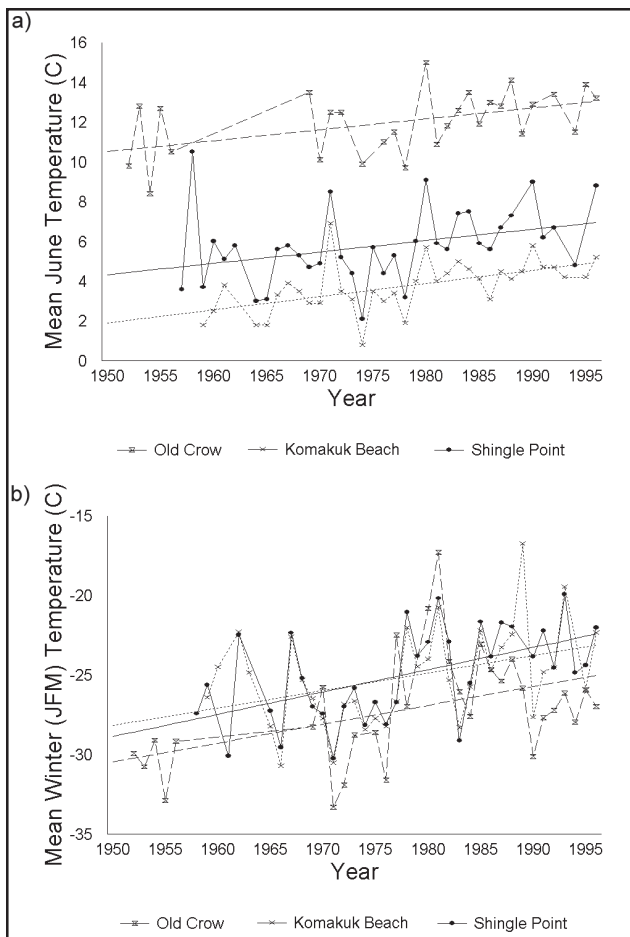 a)
Mean June Temperature (C)
16
14
12
10
8
6
4
2
0
1950 1955 1960 1965 1970 1975 1980 1985 1990 1995
Year
Old Crow Komakuk Beach Shingle Point
b)
Mean Winter (JFM) Temperature (C)
-15
-20
-25
-30
-35
1950 1955 1960 1965 1970 1975 1980 1985 1990 1995
Year
Old Crow Komakuk Beach Shingle Point